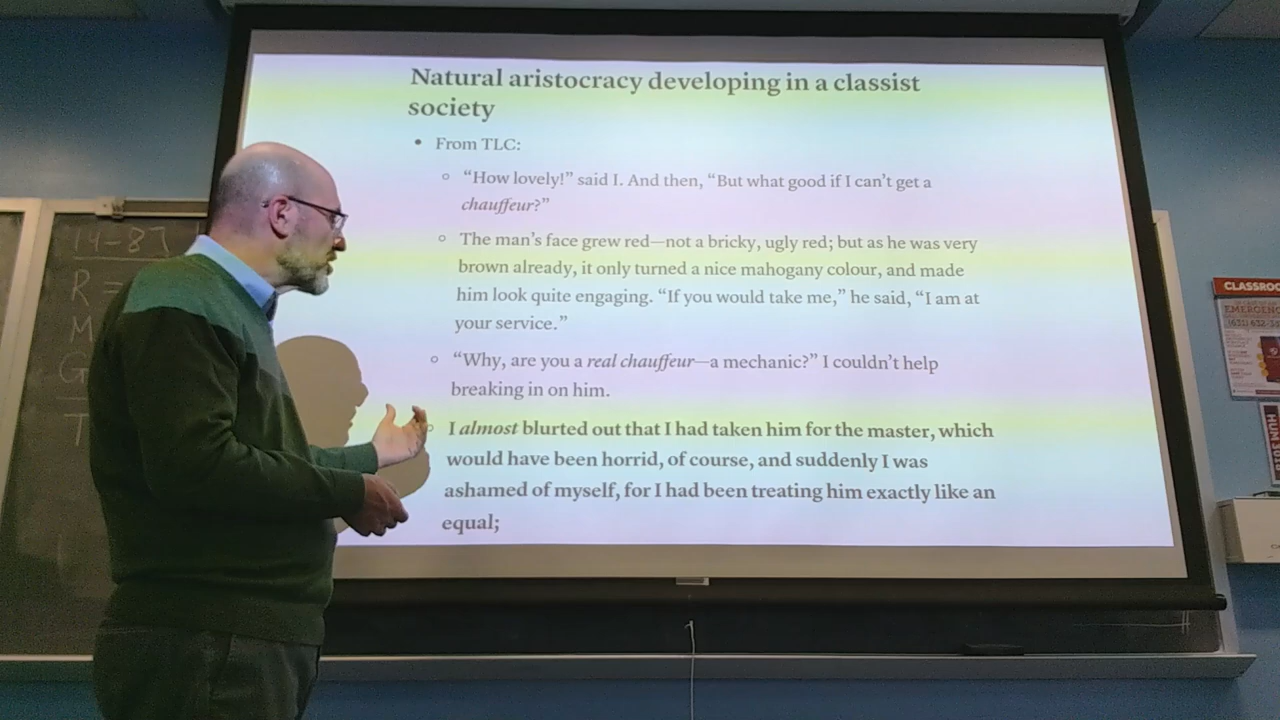 Natural aristocracy developing in a classist
society
• From TLC:
○ “How lovely!” said I. And then, “But what good if I can’t get a
chauffeur?”
○ The man’s face grew red—not a bricky, ugly red; but as he was very
brown already, it only turned a nice mahogany colour, and made
him look quite engaging. “If you would take me,” he said, “I am at
your service.”
○ “Why, are you a real chauffeur—a mechanic?” I couldn’t help
breaking in on him.
○ I almost blurted out that I had taken him for the master, which
would have been horrid, of course, and suddenly I was
ashamed of myself, for I had been treating him exactly like an
equal;
14-87
R =
M
G
T
CLASSROO
EMERGENC
(631) 632-